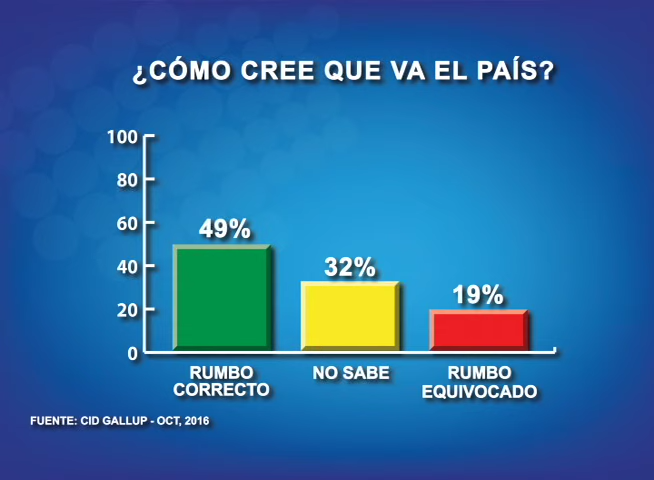 ¿CÓMO CREE QUE VA EL PAÍS?
100
80
60
40
20
0
49%
32%
19%
RUMBO
CORRECTO
NO SABE
RUMBO
EQUIVOCADO
FUENTE: CID GALLUP - OCT, 2016